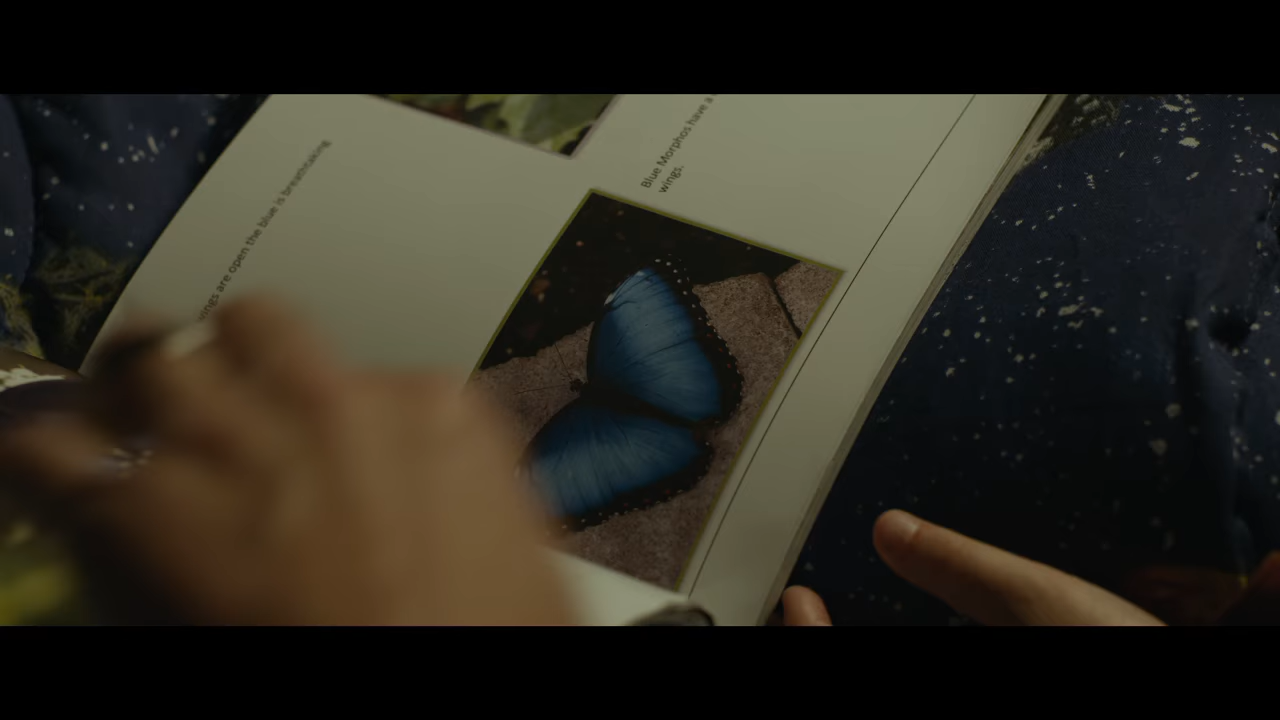 wings are open the blue is breathtaking
Blue Morphos have a
wings.